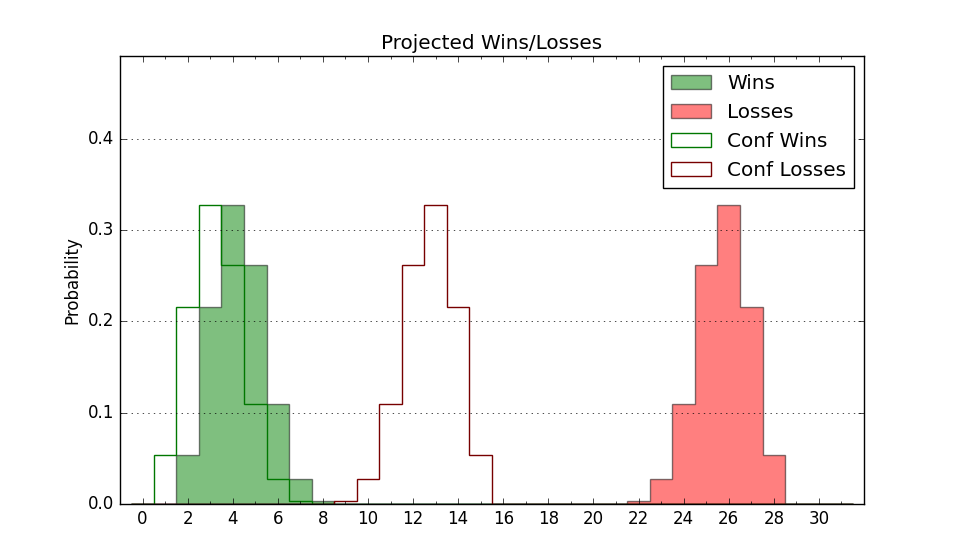 Projected Wins/Losses
Wins
Losses
Conf Wins
Conf Losses
Probability
0.4
0.3
0.2
0.1
0.0
0 2 4 6 8 10 12 14 16 18 20 22 24 26 28 30